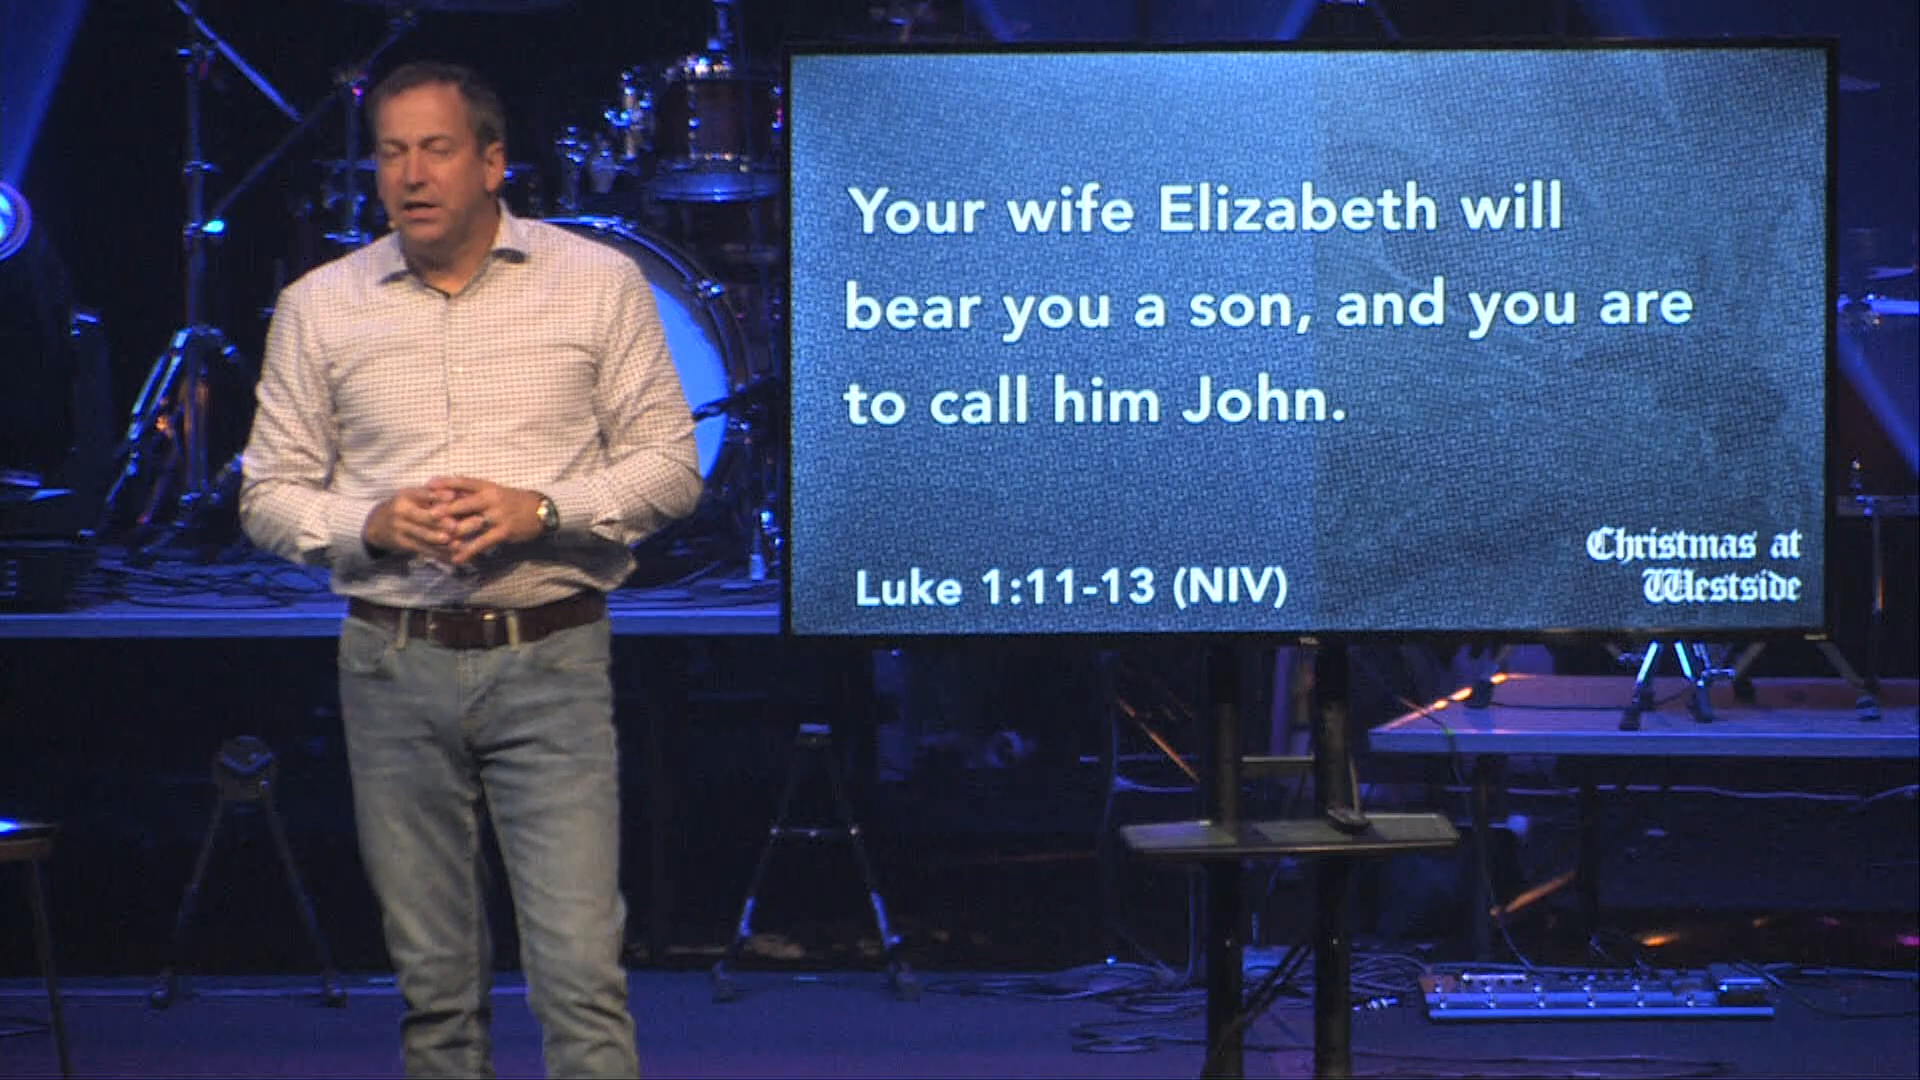 Your wife Elizabeth will
bear you a son, and you are
to call him John.
Luke 1:11-13 (NIV)
Christmas at
Westside